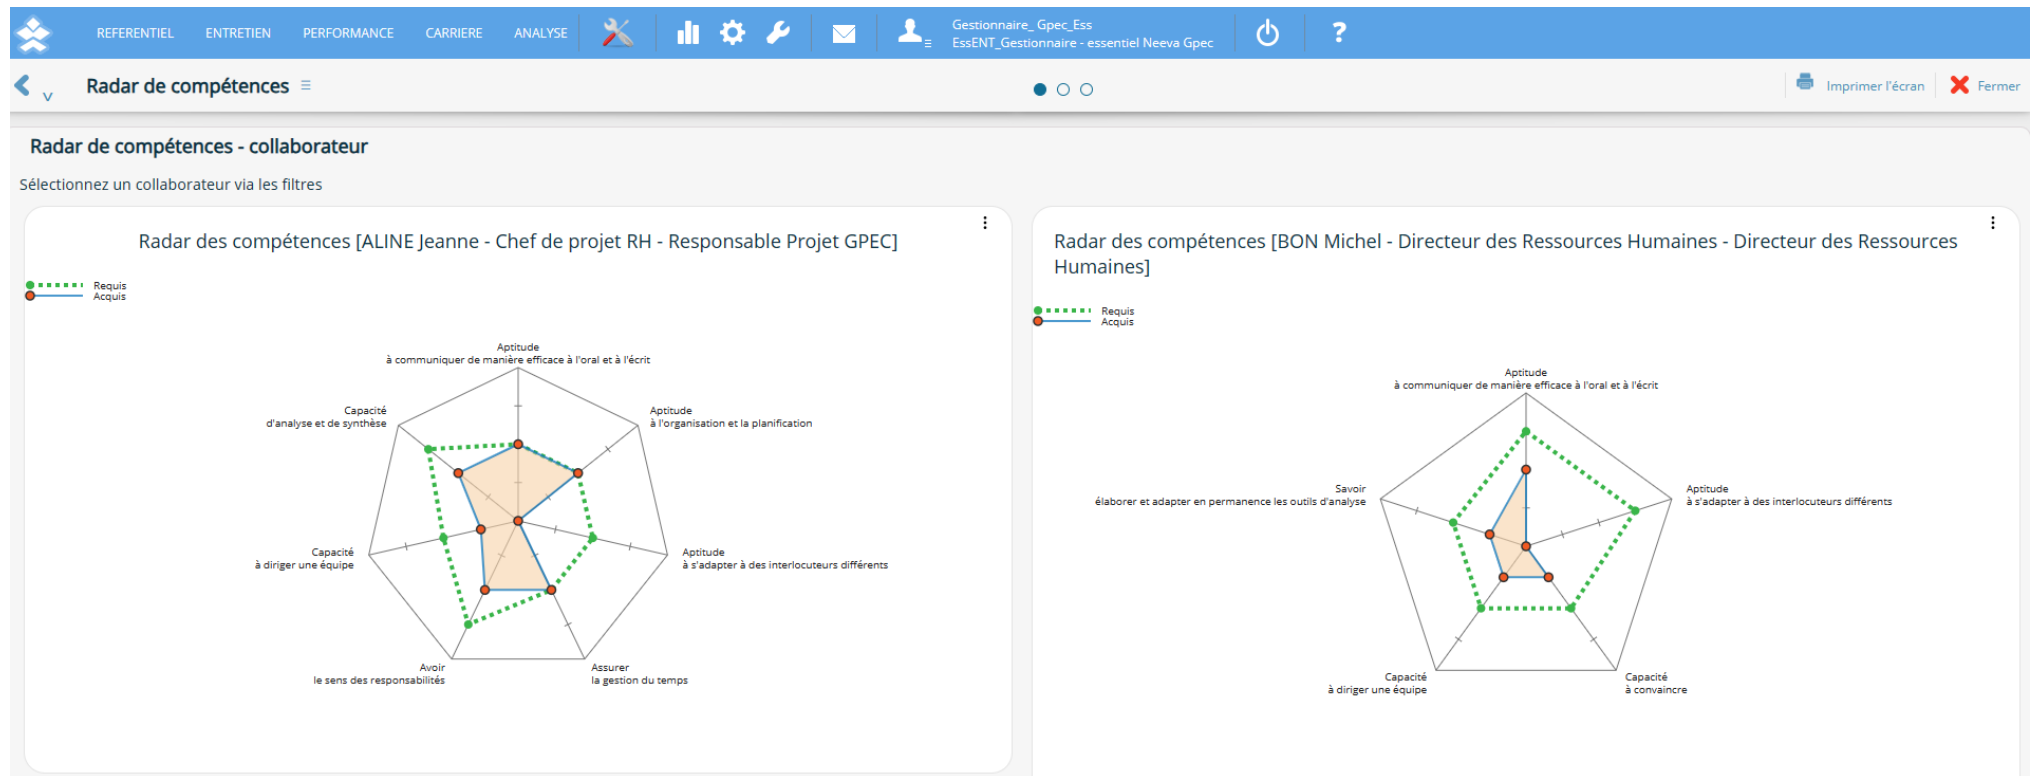 REFERENTIEL ENTRETIEN PERFORMANCE CARRIERE ANALYSE
Gestionnaire_ Gpec_Ess
EssENT_Gestionnaire - essentiel Neeva Gpec
?
Radar de compétences
Imprimer l'écran
Fermer
Radar de compétences - collaborateur
Sélectionnez un collaborateur via les filtres
Radar des compétences [ALINE Jeanne - Chef de projet RH - Responsable Projet GPEC]
Requis
Acquis
Aptitude
à communiquer de manière efficace à l'oral et à l'écrit
Capacité
d'analyse et de synthèse
Aptitude
à l'organisation et la planification
Capacité
à diriger une équipe
Aptitude
à s'adapter à des interlocuteurs différents
Avoir
le sens des responsabilités
Assurer
la gestion du temps
Radar des compétences [BON Michel - Directeur des Ressources Humaines - Directeur des Ressources
Humaines]
Requis
Acquis
Aptitude
à communiquer de manière efficace à l'oral et à l'écrit
Savoir
élaborer et adapter en permanence les outils d'analyse
Aptitude
à s'adapter à des interlocuteurs différents
Capacité
à diriger une équipe
Capacité
à convaincre